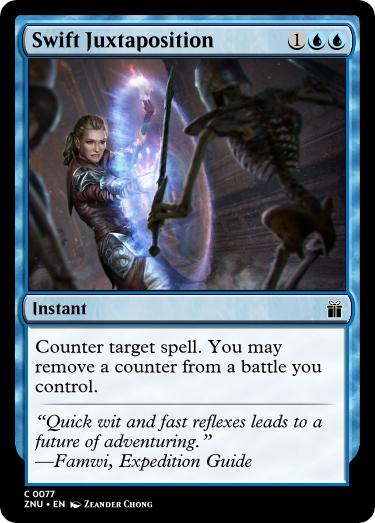 Swift Juxtaposition 1
Instant
Counter target spell. You may
remove a counter from a battle you
control.
“Quick wit and fast reflexes leads to a
future of adventuring.”
—Famwi, Expedition Guide
C 0077
ZNU • EN Zeander Chong